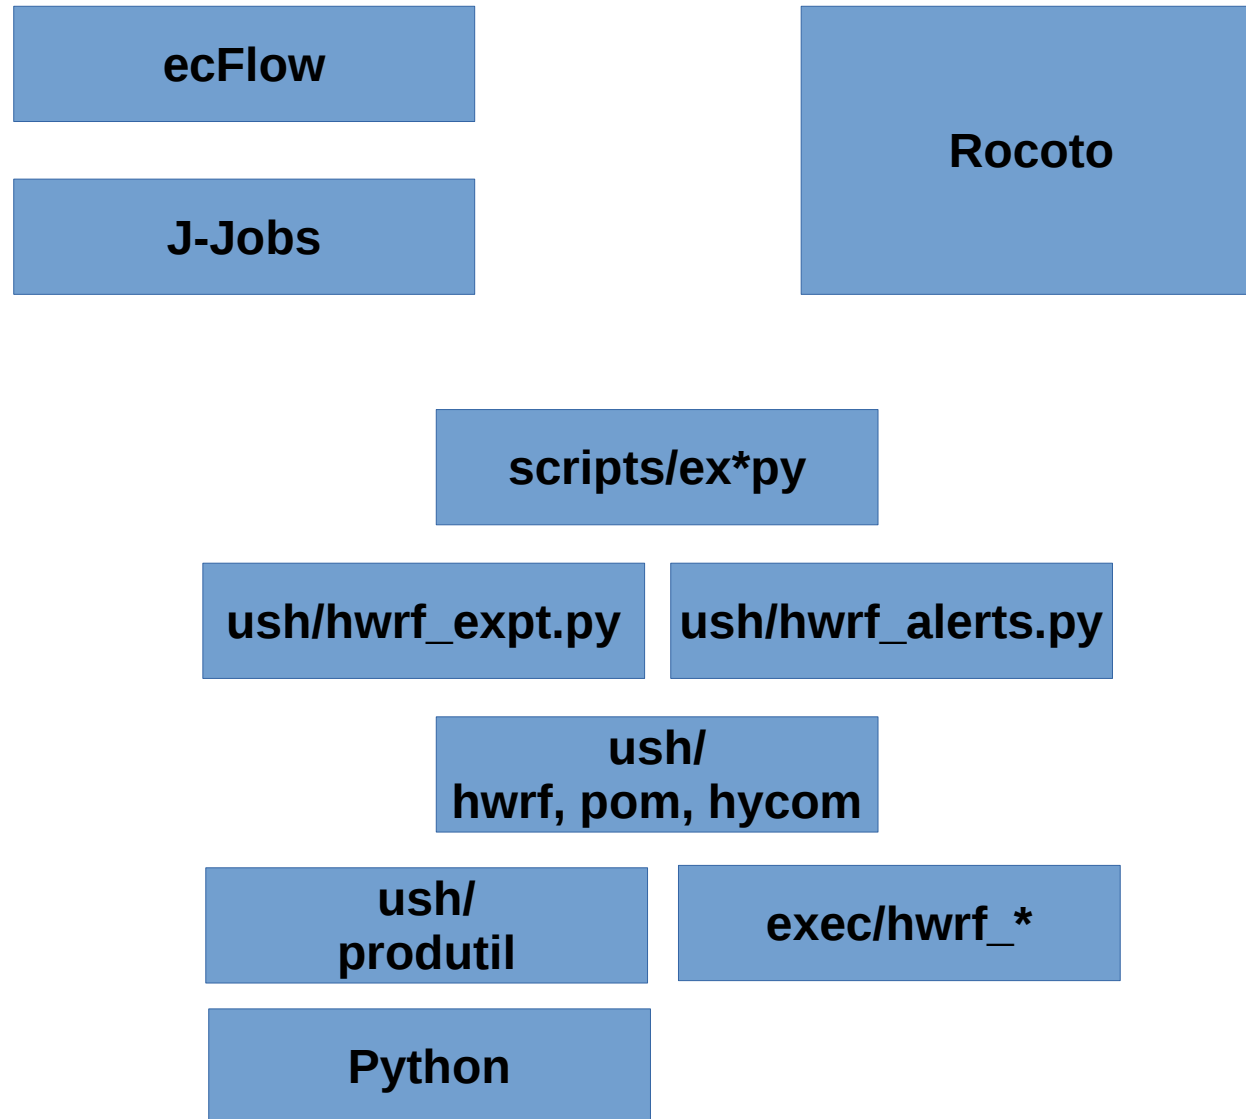 ecFlow
Rocoto
J-Jobs
scripts/ex*py
ush/hwrf_expt.py
ush/hwrf_alerts.py
ush/
hwrf, pom, hycom
ush/
produtil
exec/hwrf_*
Python